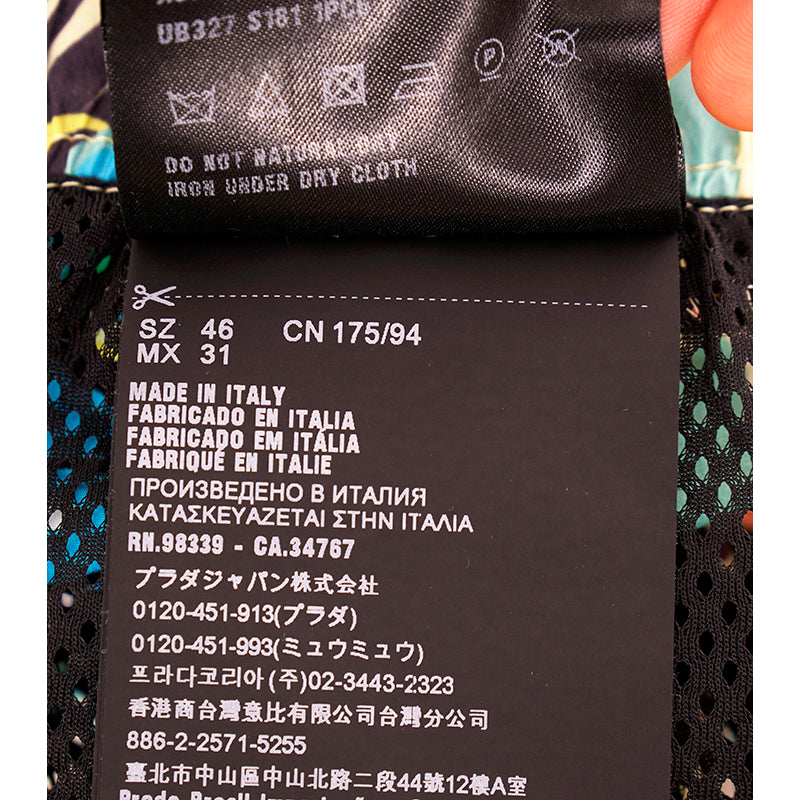 UB327 S181 1PCE
P
DO NOT NATURAL DRY
IRON UNDER DRY CLOTH
SZ 46 CN 175/94
MX 31
MADE IN ITALY
FABRICADO EN ITALIA
FABRICADO EM ITÁLIA
FABRIQUÉ EN ITALIE
ПРОИЗВЕДЕНО В ИТАЛИЯ
ΚΑΤΑΣΚΕΥΑΖΕΤΑΙ ΣΤΗΝ ΙΤΑΛΙΑ
RN.98339 - CA.34767
プラダジャパン株式会社
0120-451-913(プラダ)
0120-451-993(ミュウミュウ)
프라다코리아(주)02-3443-2323
香港商台灣意比有限公司台灣分公司
886-2-2571-5255
臺北市中山區中山北路二段44號12樓A室
Prada Brasil